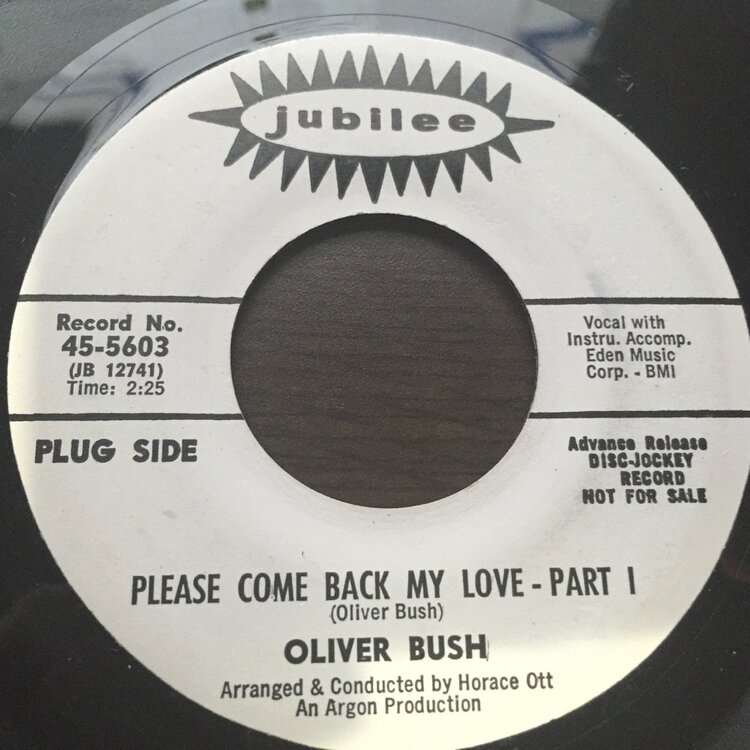 jubilee
Record No.
45-5603
(JB 12741)
Time: 2:25
Vocal with
Instru. Accomp.
Eden Music
Corp. - BMI
PLUG SIDE
Advance Release
DISC-JOCKEY
RECORD
NOT FOR SALE
PLEASE COME BACK MY LOVE - PART I
(Oliver Bush)
OLIVER BUSH
Arranged & Conducted by Horace Ott
An Argon Production